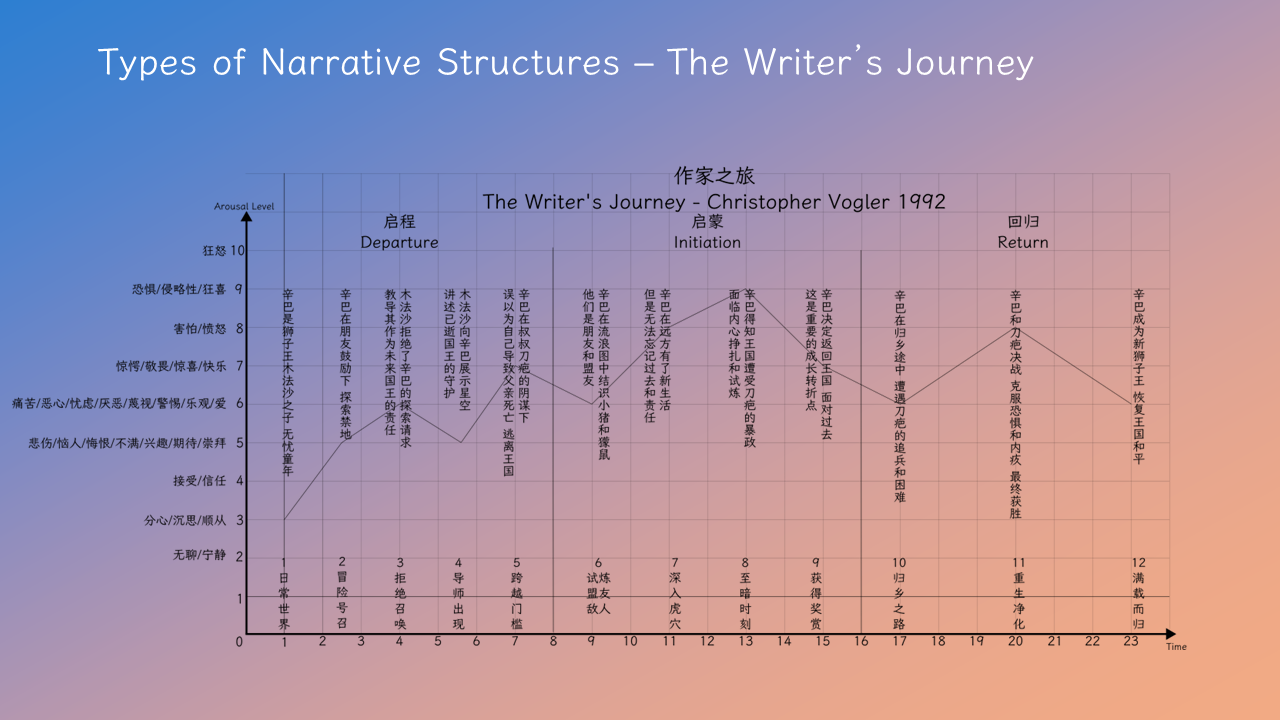 Types of Narrative Structures – The Writer's Journey
作家之旅
The Writer's Journey - Christopher Vogler 1992
Arousal Level
启程
Departure
启蒙
Initiation
回归
Return
狂怒 10
恐惧/侵略性/狂喜 9
害怕/愤怒 8
惊愕/敬畏/惊喜/快乐 7
痛苦/恶心/忧虑/厌恶/蔑视/警惕/乐观/爱 6
悲伤/恼人/悔恨/不满/兴趣/期待/崇拜 5
接受/信任 4
分心/沉思/顺从 3
无聊/宁静 2
1
0
辛巴是狮子王木法沙之子 无忧童年
辛巴在朋友鼓励下 探索禁地
木法沙拒绝了辛巴的探索请求
教导其作为未来国王的责任
木法沙向辛巴展示星空
讲述已逝国王的守护
辛巴在叔叔刀疤的阴谋下
误以为自己导致父亲死亡 逃离王国
辛巴在流浪图中结识小猪和獴鼠
他们是朋友和盟友
辛巴在远方有了新生活
但是无法忘记过去和责任
辛巴得知王国遭受刀疤的暴政
面临内心挣扎和试炼
辛巴决定返回王国 面对过去
这是重要的成长转折点
辛巴在归乡途中 遭遇刀疤的追兵和困难
辛巴和刀疤决战 克服恐惧和内疚 最终获胜
辛巴成为新狮子王 恢复王国和平
1
日常世界
2
冒险号召
3
拒绝召唤
4
导师出现
5
跨越门槛
6
炼友人
试盟敌
7
深入虎穴
8
至暗时刻
9
获得奖赏
10
归乡之路
11
重生净化
12
满载而归
1 2 3 4 5 6 7 8 9 10 11 12 13 14 15 16 17 18 19 20 21 22 23
Time